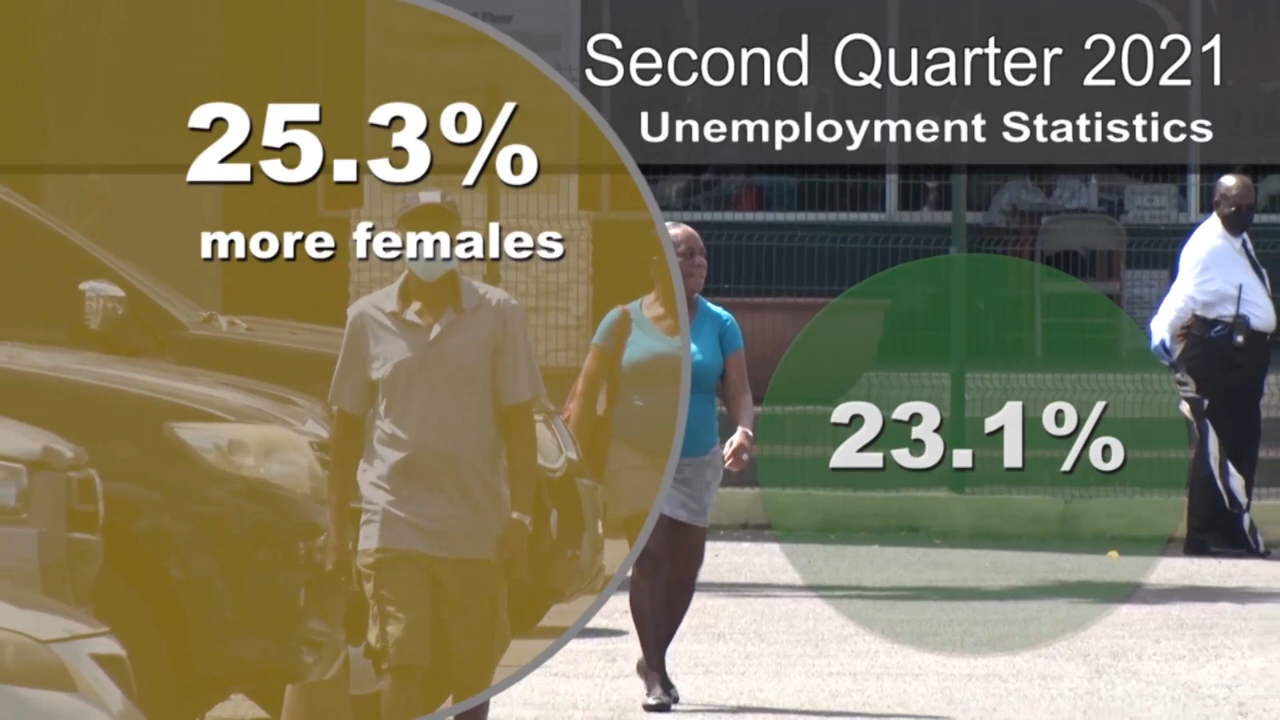 Second Quarter 2021
Unemployment Statistics
25.3%
more females
23.1%